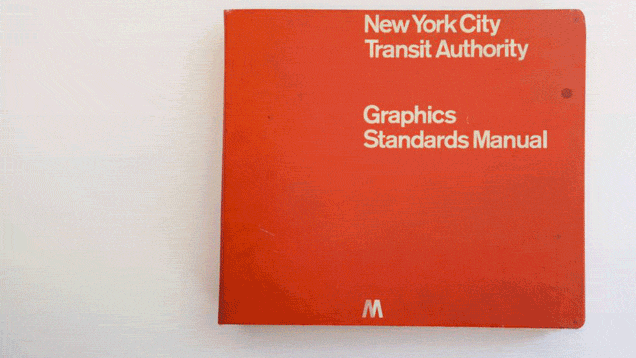 New York City
Transit Authority
Graphics
Standards Manual
M